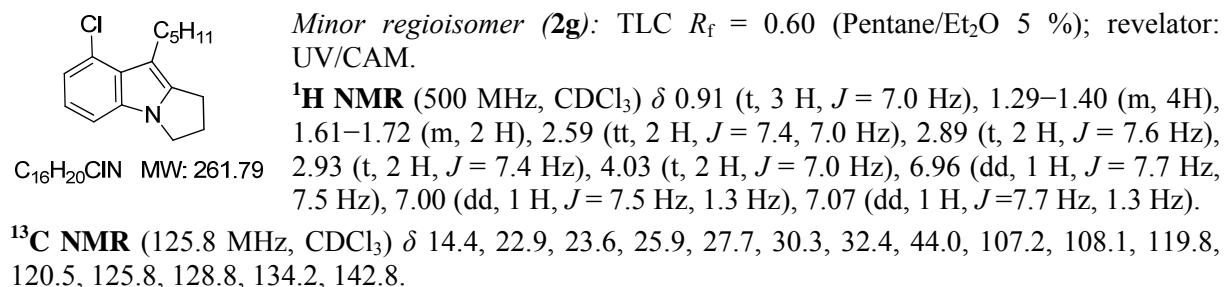 Cl
C5H11
N
C16H20ClN MW: 261.79
Minor regioisomer (2g): TLC Rf = 0.60 (Pentane/Et2O 5 %); revelator:
UV/CAM.
1H NMR (500 MHz, CDCl3) δ 0.91 (t, 3 H, J = 7.0 Hz), 1.29−1.40 (m, 4H),
1.61−1.72 (m, 2 H), 2.59 (tt, 2 H, J = 7.4, 7.0 Hz), 2.89 (t, 2 H, J = 7.6 Hz),
2.93 (t, 2 H, J = 7.4 Hz), 4.03 (t, 2 H, J = 7.0 Hz), 6.96 (dd, 1 H, J = 7.7 Hz,
7.5 Hz), 7.00 (dd, 1 H, J = 7.5 Hz, 1.3 Hz), 7.07 (dd, 1 H, J =7.7 Hz, 1.3 Hz).
13C NMR (125.8 MHz, CDCl3) δ 14.4, 22.9, 23.6, 25.9, 27.7, 30.3, 32.4, 44.0, 107.2, 108.1, 119.8,
120.5, 125.8, 128.8, 134.2, 142.8.